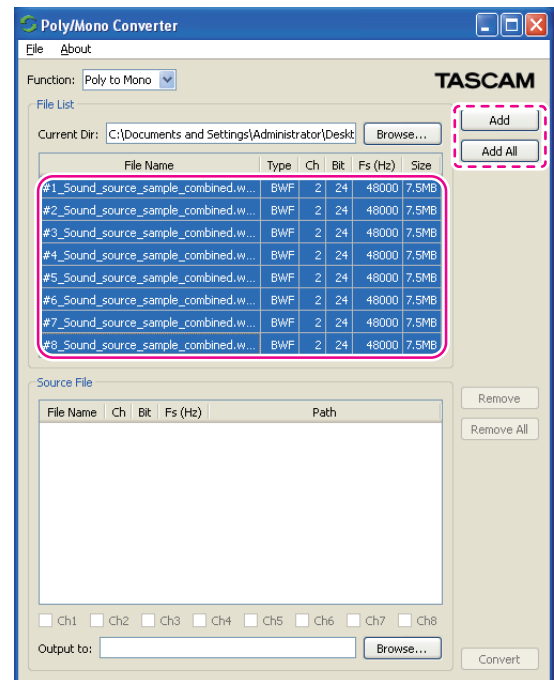 Poly/Mono Converter
File About
Function: Poly to Mono
TASCAM
File List
Add
Current Dir: C:\Documents and Settings\Administrator\Deskt Browse...
Add All
File Name Type Ch Bit Fs (Hz) Size
#1_Sound_source_sample_combined.w... BWF 2 24 48000 7.5MB
#2_Sound_source_sample_combined.w... BWF 2 24 48000 7.5MB
#3_Sound_source_sample_combined.w... BWF 2 24 48000 7.5MB
#4_Sound_source_sample_combined.w... BWF 2 24 48000 7.5MB
#5_Sound_source_sample_combined.w... BWF 2 24 48000 7.5MB
#6_Sound_source_sample_combined.w... BWF 2 24 48000 7.5MB
#7_Sound_source_sample_combined.w... BWF 2 24 48000 7.5MB
#8_Sound_source_sample_combined.w... BWF 2 24 48000 7.5MB
Source File
Remove
File Name Ch Bit Fs (Hz) Path
Remove All
Ch1 Ch2 Ch3 Ch4 Ch5 Ch6 Ch7 Ch8
Output to: Browse...
Convert